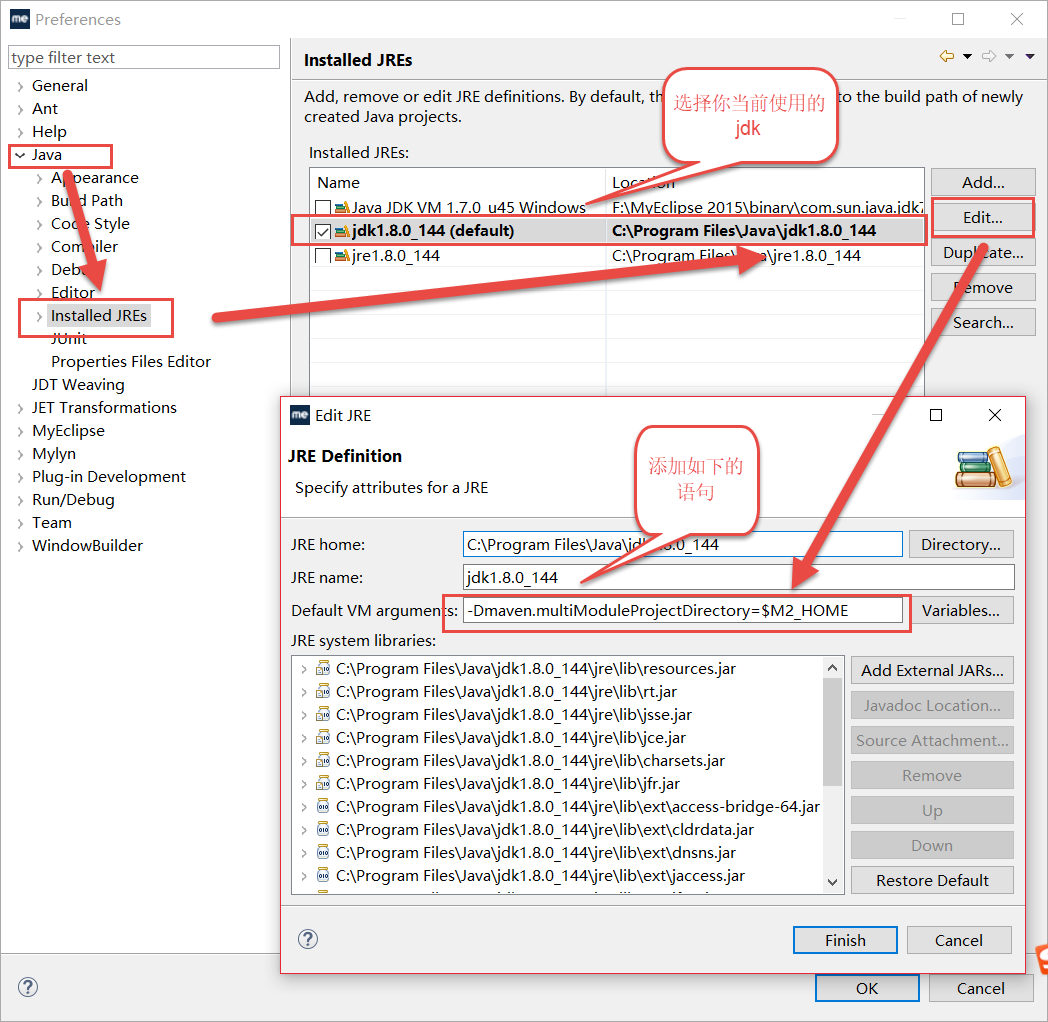 me Preferences
type filter text
General
Ant
Help
Java
Appearance
Build Path
Code Style
Compiler
Editor
Installed JREs
JUnit
Properties Files Editor
JDT Weaving
JET Transformations
MyEclipse
Mylyn
Plug-in Development
Run/Debug
Team
WindowBuilder
Installed JREs
Add, remove or edit JRE definitions. By default, to the build path of newly
created Java projects.
选择你当前使用的
jdk
Installed JREs:
Name Location
Java JDK VM 1.7.0_u45 Windows F:\MyEclipse 2015\binary\com.sun.java.jdk7
jdk1.8.0_144 (default) C:\Program Files\Java\jdk1.8.0_144
jre1.8.0_144 C:\Program Files\Java\jre1.8.0_144
Add...
Edit...
Duplicate...
Remove
Search...
me Edit JRE
JRE Definition
Specify attributes for a JRE
添加如下的
语句
JRE home: C:\Program Files\Java\jdk1.8.0_144 Directory...
JRE name: jdk1.8.0_144
Default VM arguments: -Dmaven.multiModuleProjectDirectory=$M2_HOME Variables...
JRE system libraries:
C:\Program Files\Java\jdk1.8.0_144\jre\lib\resources.jar
C:\Program Files\Java\jdk1.8.0_144\jre\lib\rt.jar
C:\Program Files\Java\jdk1.8.0_144\jre\lib\jsse.jar
C:\Program Files\Java\jdk1.8.0_144\jre\lib\jce.jar
C:\Program Files\Java\jdk1.8.0_144\jre\lib\charsets.jar
C:\Program Files\Java\jdk1.8.0_144\jre\lib\jfr.jar
C:\Program Files\Java\jdk1.8.0_144\jre\lib\ext\access-bridge-64.jar
C:\Program Files\Java\jdk1.8.0_144\jre\lib\ext\cldrdata.jar
C:\Program Files\Java\jdk1.8.0_144\jre\lib\ext\dnsns.jar
C:\Program Files\Java\jdk1.8.0_144\jre\lib\ext\jaccess.jar
Add External JARs...
Javadoc Location...
Source Attachment...
Remove
Up
Down
Restore Default
Finish Cancel
OK Cancel